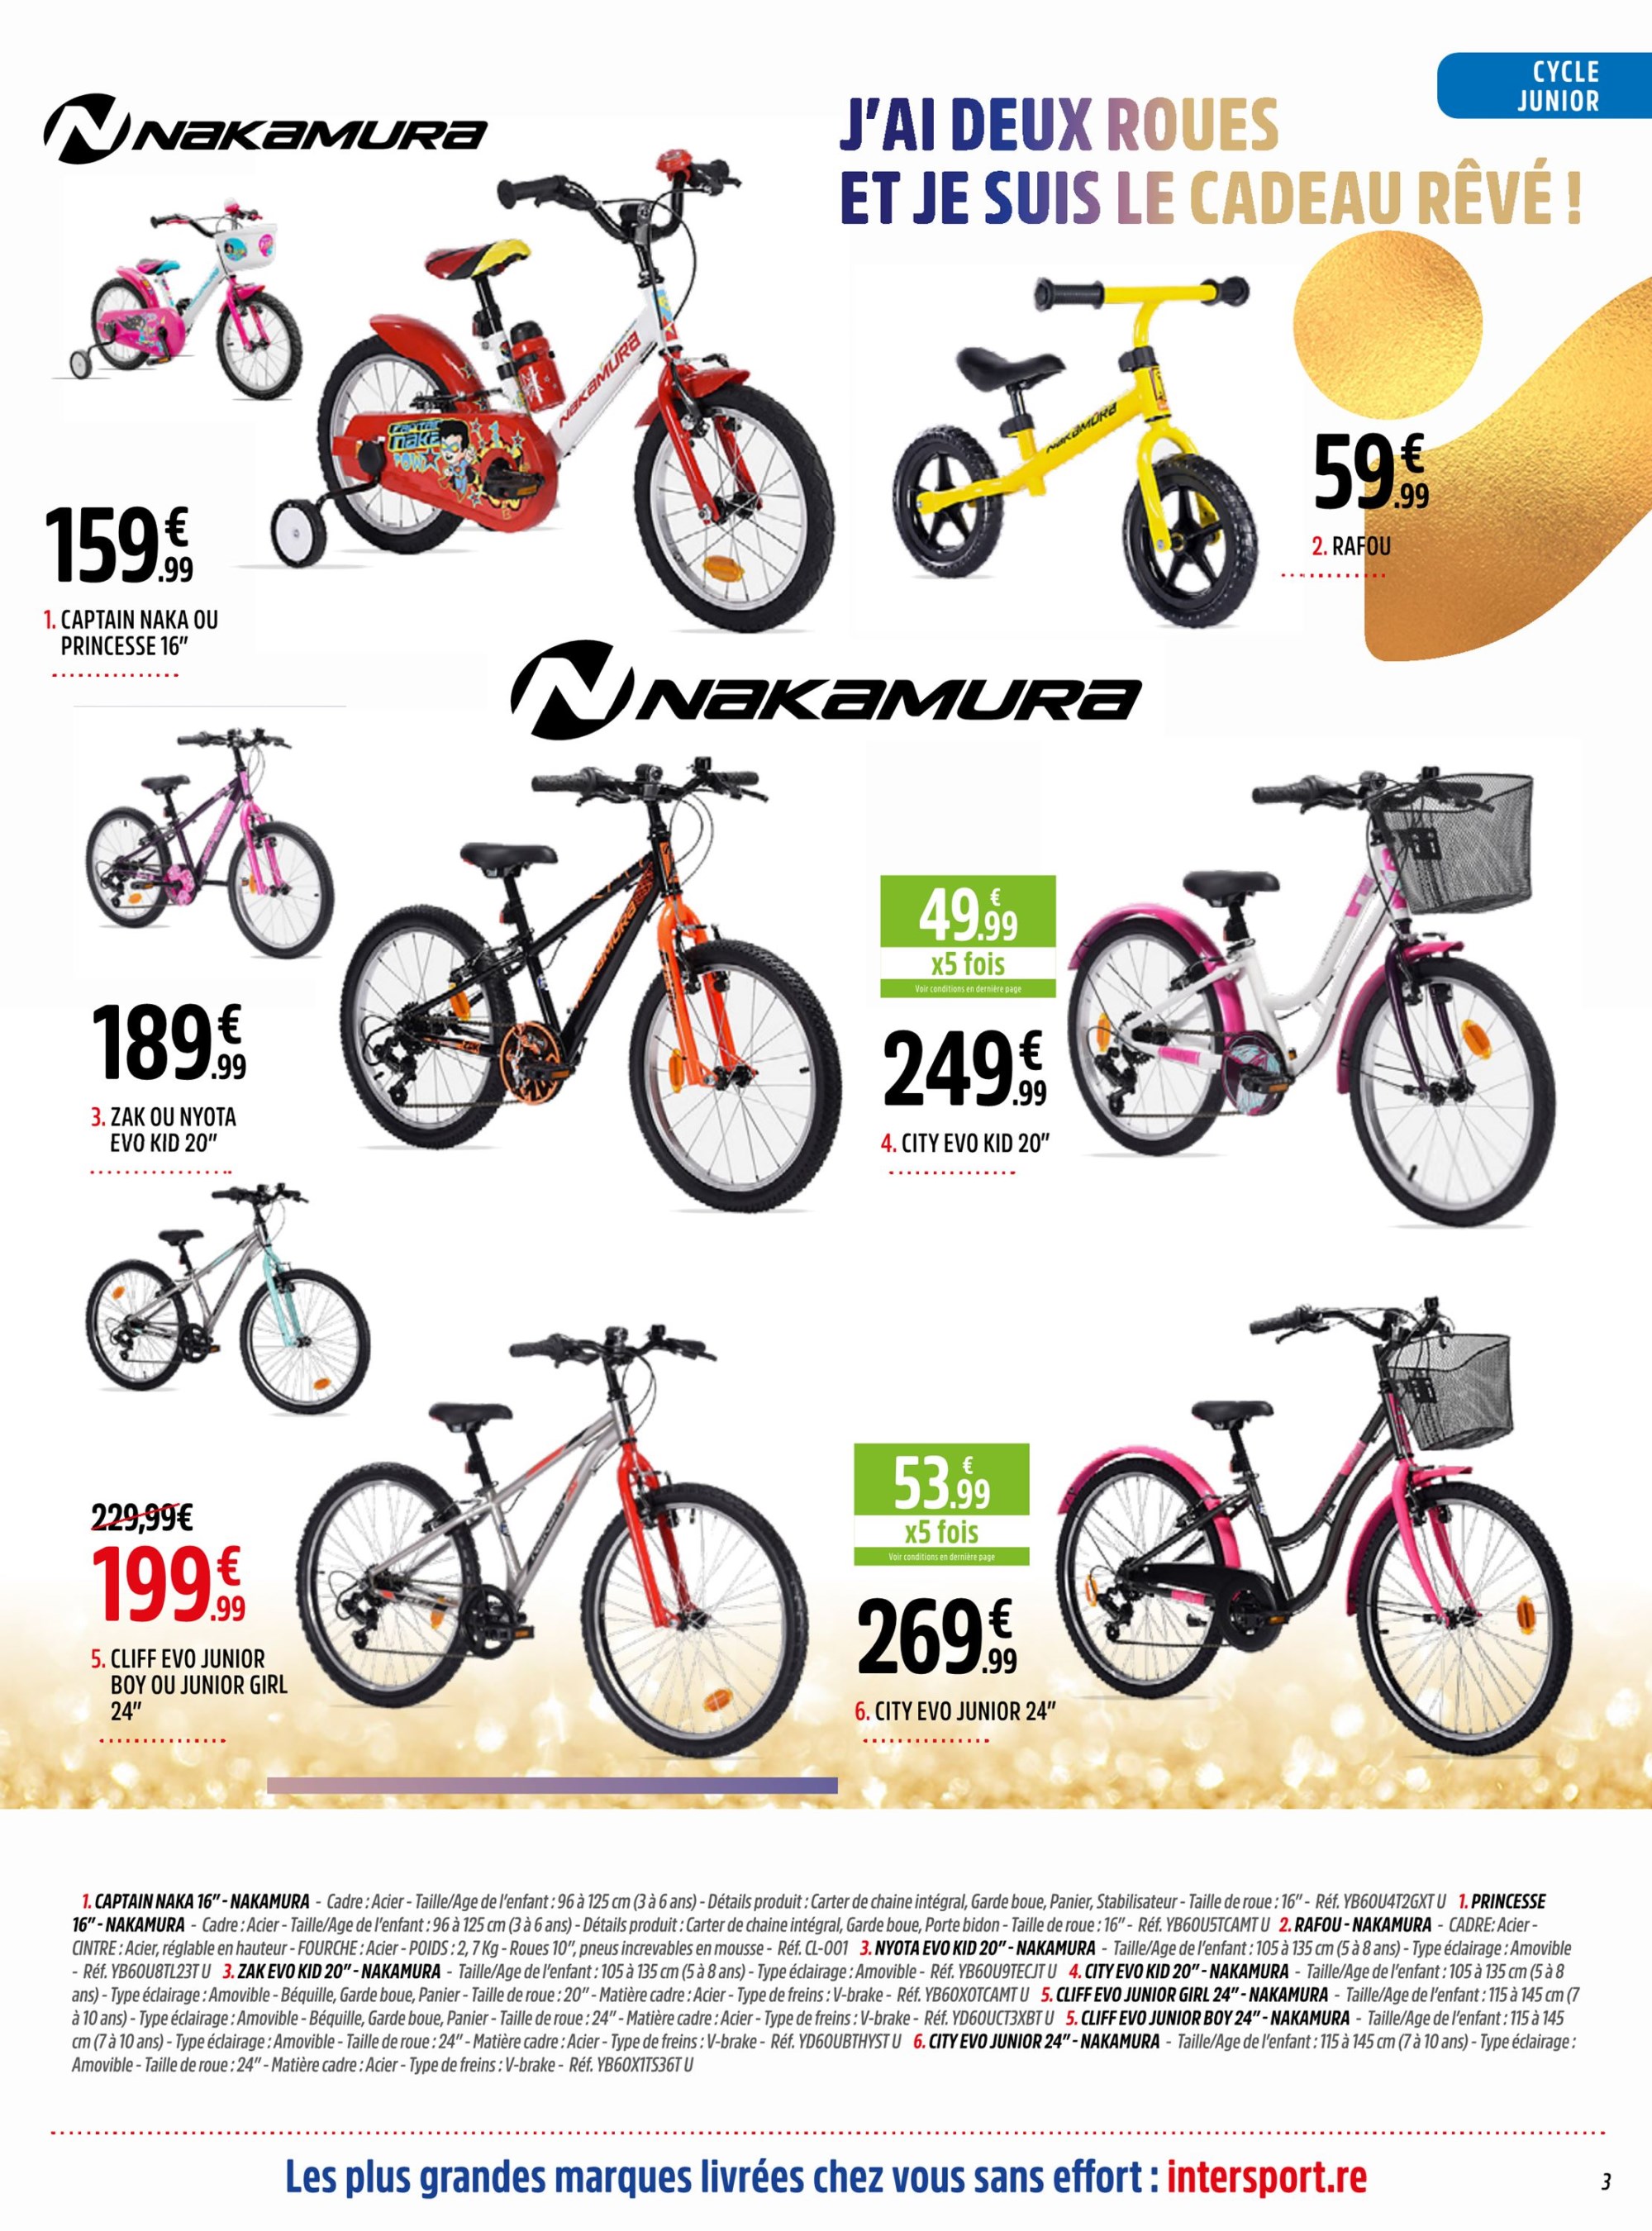 CYCLE
JUNIOR
NAKAMURA
J'AI DEUX ROUES
ET JE SUIS LE CADEAU RÊVÉ !
NAKAMURA
CAPTAIN
NAKA
POW
NAKAMURA
159€.99
1. CAPTAIN NAKA OU
PRINCESSE 16"
59€.99
2. RAFOU
NAKAMURA
NAKAMURA
189€.99
3. ZAK OU NYOTA
EVO KID 20"
49€.99
x5 fois
Voir conditions en dernière page
249€.99
4. CITY EVO KID 20"
229,99€
199€.99
5. CLIFF EVO JUNIOR
BOY OU JUNIOR GIRL
24"
53€.99
x5 fois
Voir conditions en dernière page
269€.99
6. CITY EVO JUNIOR 24"
1. CAPTAIN NAKA 16" - NAKAMURA - Cadre : Acier - Taille/Age de l'enfant : 96 à 125 cm (3 à 6 ans) - Détails produit : Carter de chaine intégral, Garde boue, Panier, Stabilisateur - Taille de roue : 16" - Réf. YB60U4T2GXT U 1. PRINCESSE
16" - NAKAMURA - Cadre : Acier - Taille/Age de l'enfant : 96 à 125 cm (3 à 6 ans) - Détails produit : Carter de chaine intégral, Garde boue, Porte bidon - Taille de roue : 16" - Réf. YB60U5TCAMT U 2. RAFOU - NAKAMURA - CADRE: Acier -
CINTRE : Acier, réglable en hauteur - FOURCHE : Acier - POIDS : 2, 7 Kg - Roues 10", pneus increvables en mousse - Réf. CL-001 3. NYOTA EVO KID 20" - NAKAMURA - Taille/Age de l'enfant : 105 à 135 cm (5 à 8 ans) - Type éclairage : Amovible
- Réf. YB60U8TL23T U 3. ZAK EVO KID 20" - NAKAMURA - Taille/Age de l'enfant : 105 à 135 cm (5 à 8 ans) - Type éclairage : Amovible - Réf. YB60U9TECJT U 4. CITY EVO KID 20" - NAKAMURA - Taille/Age de l'enfant : 105 à 135 cm (5 à 8
ans) - Type éclairage : Amovible - Béquille, Garde boue, Panier - Taille de roue : 20" - Matière cadre : Acier - Type de freins : V-brake - Réf. YB60X0TCAMT U 5. CLIFF EVO JUNIOR GIRL 24" - NAKAMURA - Taille/Age de l'enfant : 115 à 145 cm (7
à 10 ans) - Type éclairage : Amovible - Béquille, Garde boue, Panier - Taille de roue : 24" - Matière cadre : Acier - Type de freins : V-brake - Réf. YD60UCT3XBT U 5. CLIFF EVO JUNIOR BOY 24" - NAKAMURA - Taille/Age de l'enfant : 115 à 145
cm (7 à 10 ans) - Type éclairage : Amovible - Taille de roue : 24" - Matière cadre : Acier - Type de freins : V-brake - Réf. YD60UBTHYST U 6. CITY EVO JUNIOR 24" - NAKAMURA - Taille/Age de l'enfant : 115 à 145 cm (7 à 10 ans) - Type éclairage :
Amovible - Taille de roue : 24" - Matière cadre : Acier - Type de freins : V-brake - Réf. YB60X1TS36T U
Les plus grandes marques livrées chez vous sans effort : intersport.re
3